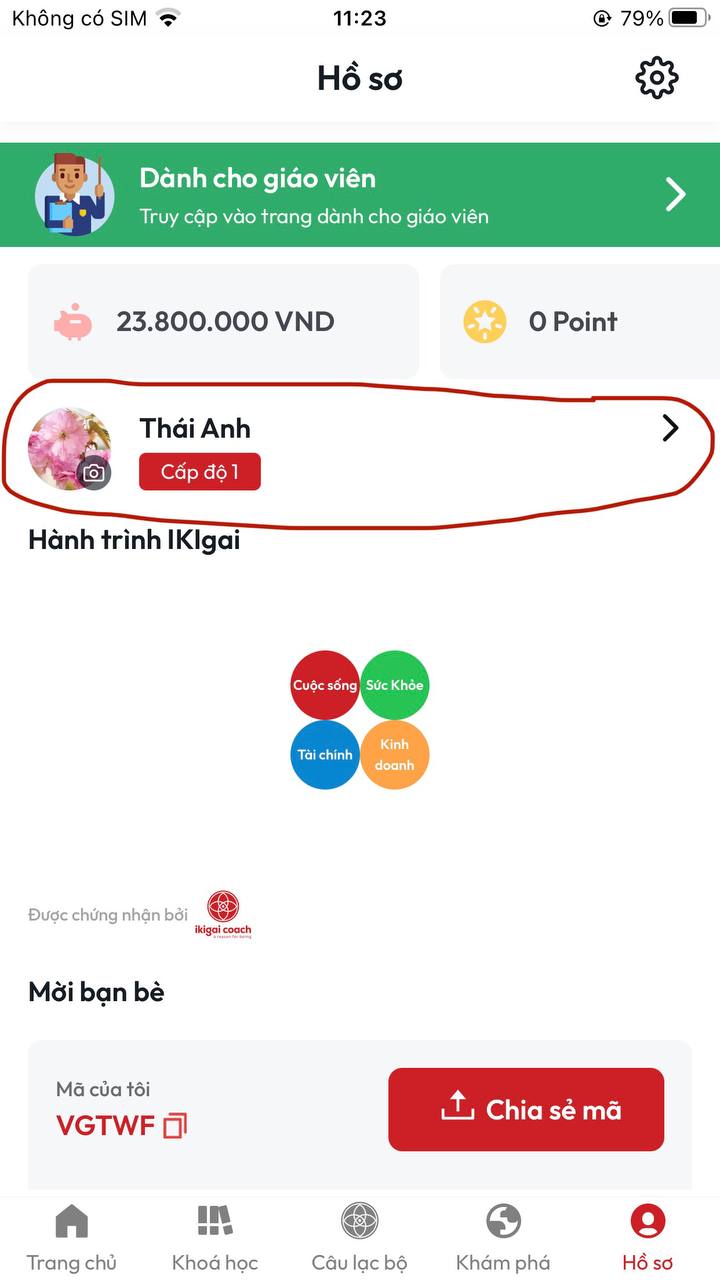 Không có SIM
11:23
79%
Hồ sơ
Dành cho giáo viên
Truy cập vào trang dành cho giáo viên
23.800.000 VND
0 Point
Thái Anh
Cấp độ 1
Hành trình IKIgai
Cuộc sống
Sức Khỏe
Tài chính
Kinh
doanh
Được chứng nhận bởi
ikigai coach
a reason for being
Mời bạn bè
Mã của tôi
VGTWF
Chia sẻ mã
Trang chủ
Khoá học
Câu lạc bộ
Khám phá
Hồ sơ